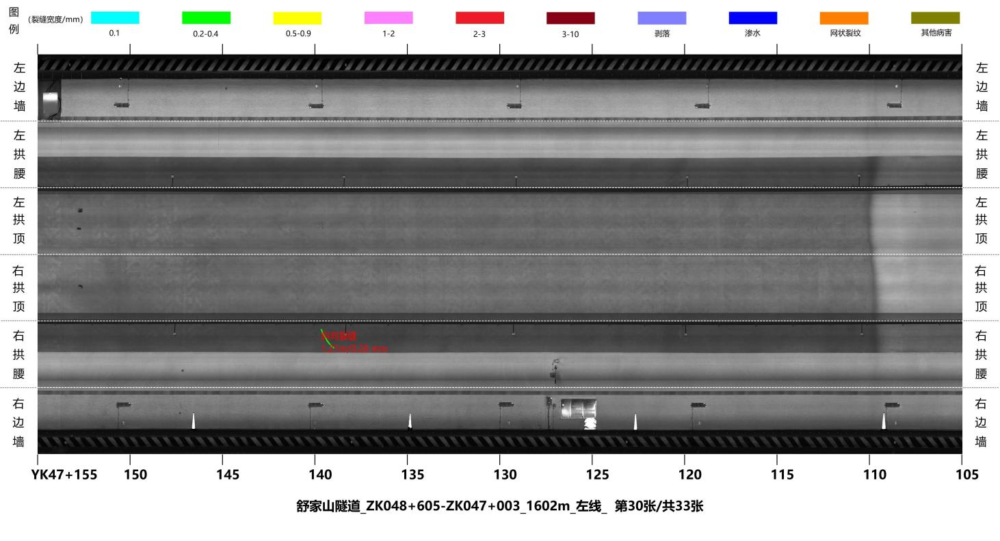 图例
(裂缝宽度/mm)
0.1
0.2-0.4
0.5-0.9
1-2
2-3
3-10
剥落
渗水
网状裂纹
其他病害
左边墙
左边墙
左拱腰
左拱腰
左拱顶
左拱顶
右拱顶
右拱顶
右拱腰
斜向裂缝
右拱腰
右边墙
右边墙
YK47+155 150 145 140 135 130 125 120 115 110 105
舒家山隧道_ZK048+605-ZK047+003_1602m_左线_ 第30张/共33张